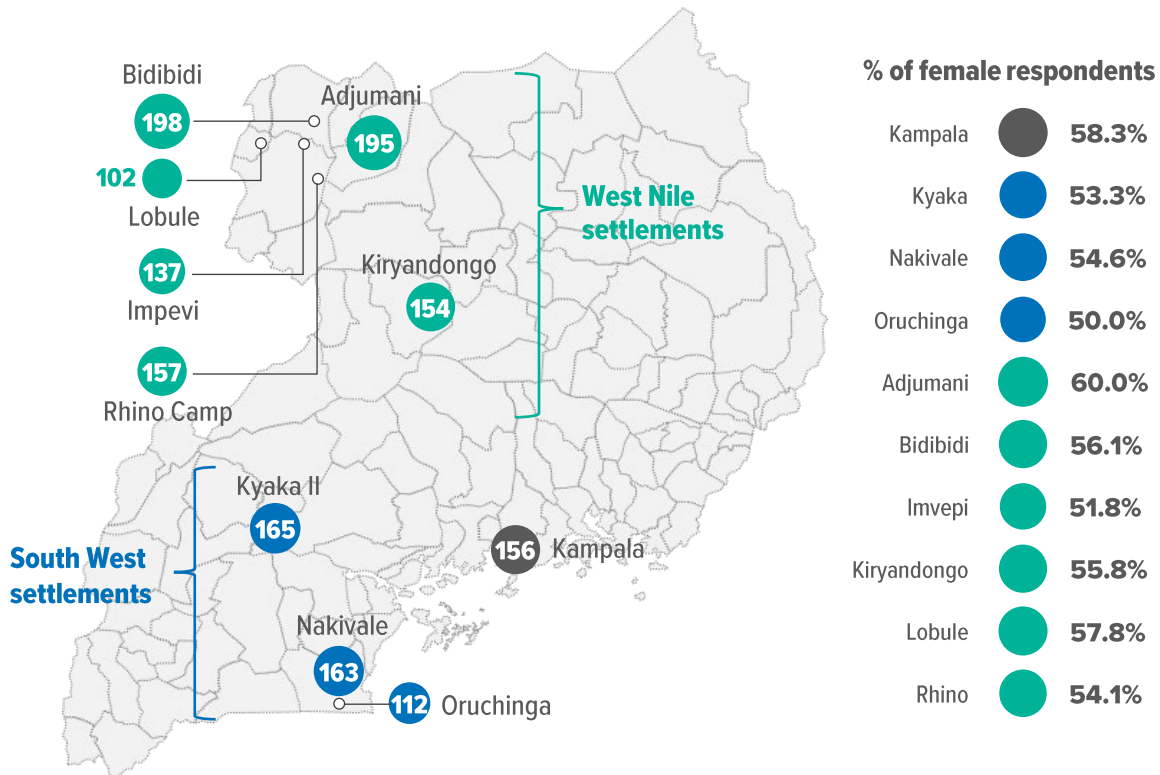 Bidibidi
198
Adjumani
195
102
Lobule
137
Impevi
157
Rhino Camp
Kiryandongo
154
West Nile
settlements
Kyaka II
165
South West
settlements
156 Kampala
Nakivale
163
112 Oruchinga
% of female respondents
Kampala 58.3%
Kyaka 53.3%
Nakivale 54.6%
Oruchinga 50.0%
Adjumani 60.0%
Bidibidi 56.1%
Imvepi 51.8%
Kiryandongo 55.8%
Lobule 57.8%
Rhino 54.1%